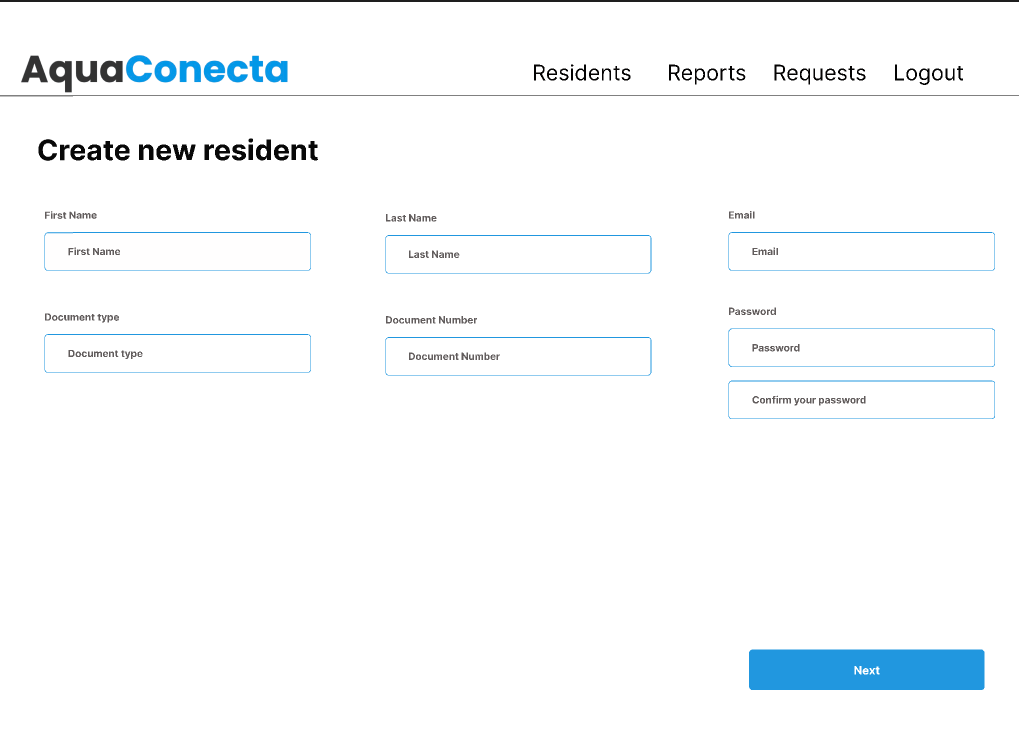 AquaConecta
Residents Reports Requests Logout
Create new resident
First Name Last Name Email
First Name Last Name Email
Document type Document Number Password
Document type Document Number Password
Confirm your password
Next